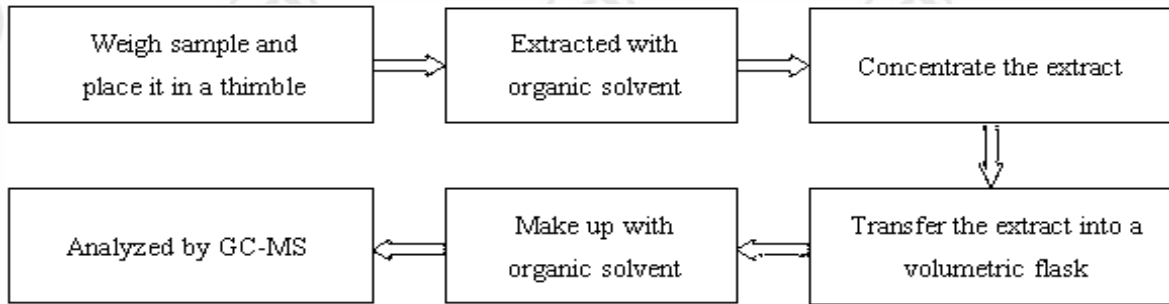 Weigh sample and
place it in a thimble
Extracted with
organic solvent
Concentrate the extract
Transfer the extract into a
volumetric flask
Make up with
organic solvent
Analyzed by GC-MS